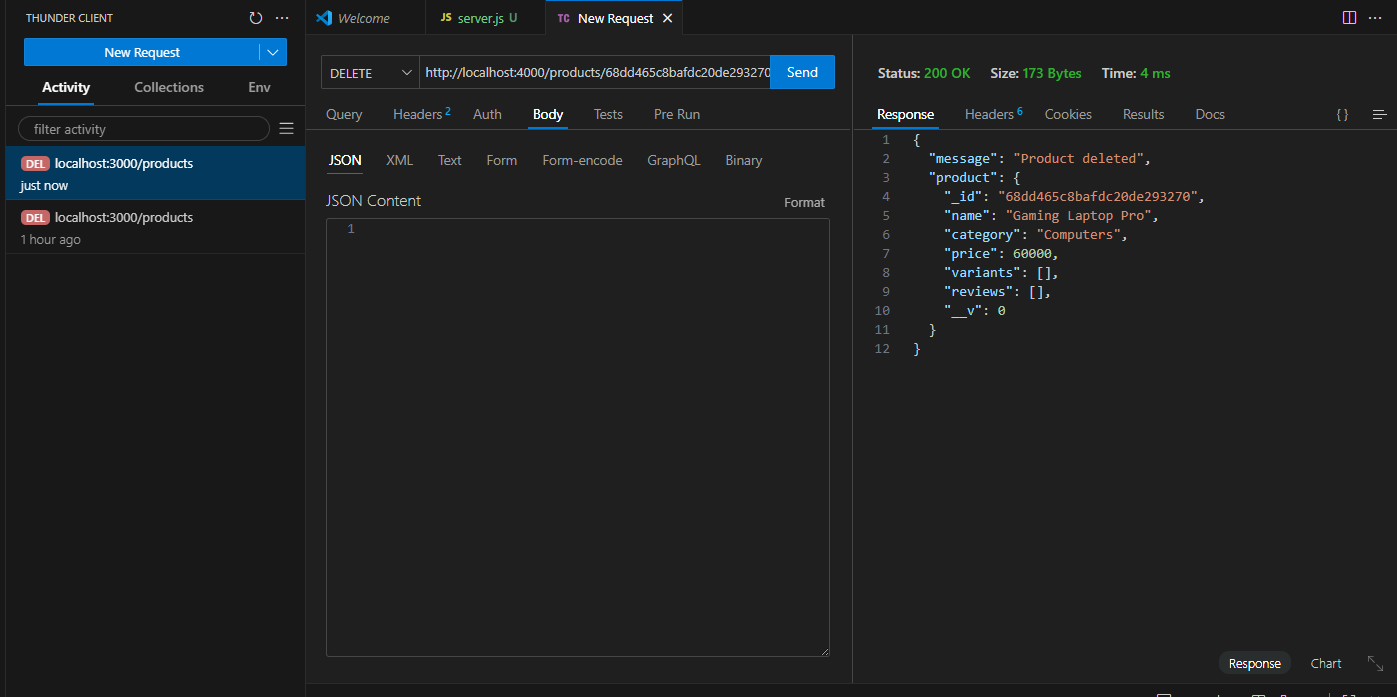 THUNDER CLIENT
New Request
Activity Collections Env
filter activity
DEL localhost:3000/products
just now
DEL localhost:3000/products
1 hour ago
Welcome JS server.js U TC New Request
DELETE http://localhost:4000/products/68dd465c8bafdc20de293270 Send
Query Headers 2 Auth Body Tests Pre Run
JSON XML Text Form Form-encode GraphQL Binary
JSON Content Format
1
Status: 200 OK Size: 173 Bytes Time: 4 ms
Response Headers 6 Cookies Results Docs { }
1 {
2 "message": "Product deleted",
3 "product": {
4 "_id": "68dd465c8bafdc20de293270",
5 "name": "Gaming Laptop Pro",
6 "category": "Computers",
7 "price": 60000,
8 "variants": [],
9 "reviews": [],
10 "__v": 0
11 }
12 }
Response Chart